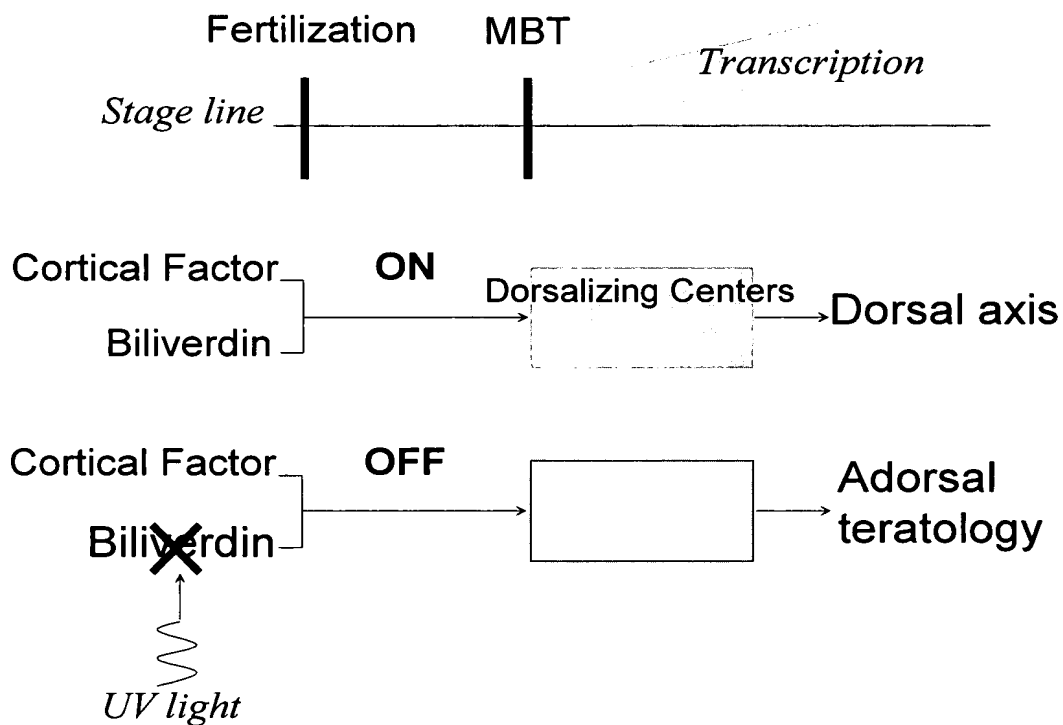 Fertilization MBT
Transcription
Stage line
Cortical Factor ON
Dorsalizing Centers
Dorsal axis
Biliverdin
Cortical Factor OFF
Adorsal
teratology
Biliverdin
UV light